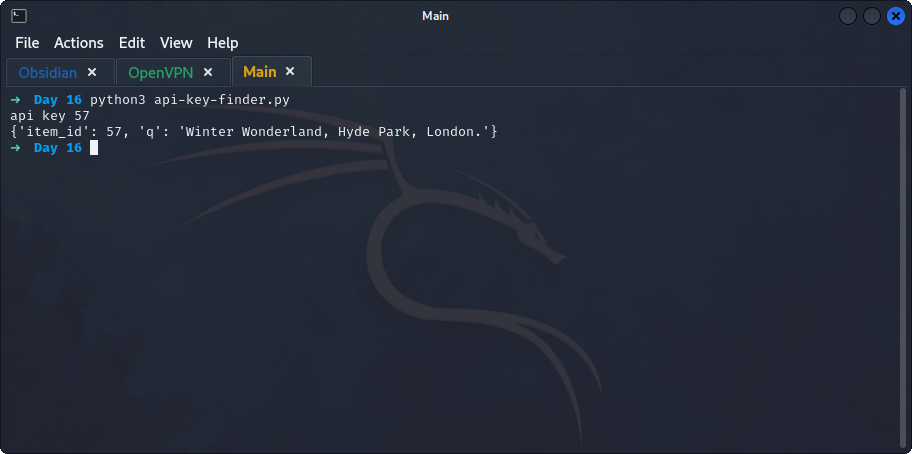 Main
File Actions Edit View Help
Obsidian × OpenVPN × Main ×
➜ Day 16 python3 api-key-finder.py
api key 57
{'item_id': 57, 'q': 'Winter Wonderland, Hyde Park, London.'}
➜ Day 16